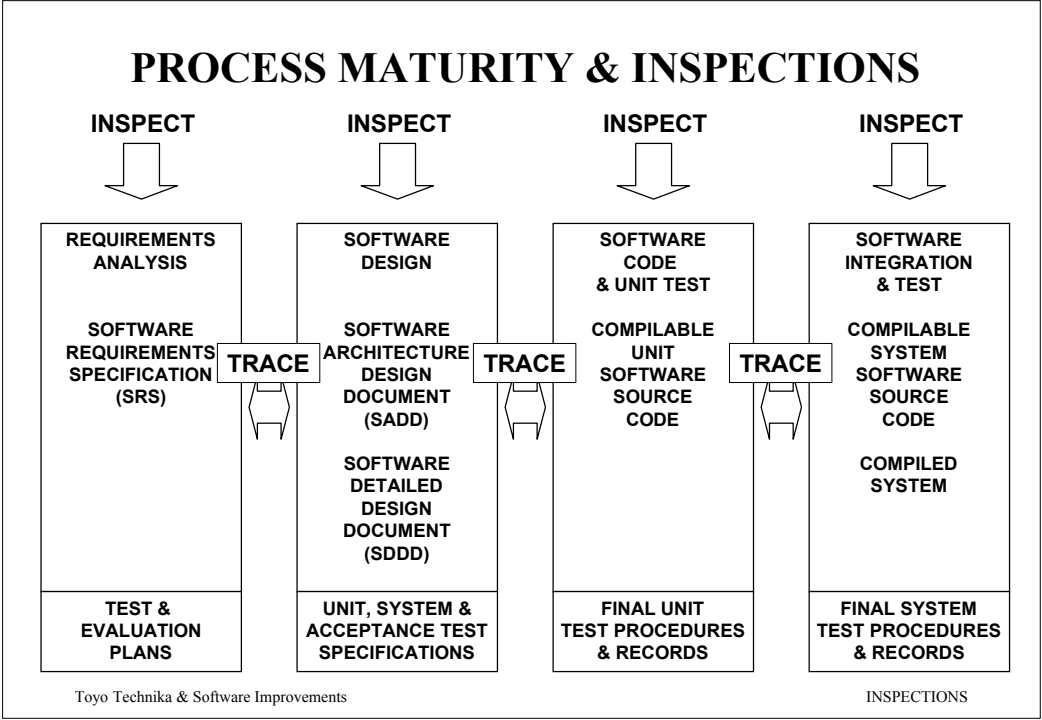 PROCESS MATURITY & INSPECTIONS
INSPECT
INSPECT
INSPECT
INSPECT
REQUIREMENTS
ANALYSIS
SOFTWARE
REQUIREMENTS
SPECIFICATION
(SRS)
TEST &
EVALUATION
PLANS
TRACE
SOFTWARE
DESIGN
SOFTWARE
ARCHITECTURE
DESIGN
DOCUMENT
(SADD)
SOFTWARE
DETAILED
DESIGN
DOCUMENT
(SDDD)
UNIT, SYSTEM &
ACCEPTANCE TEST
SPECIFICATIONS
TRACE
SOFTWARE
CODE
& UNIT TEST
COMPILABLE
UNIT
SOFTWARE
SOURCE
CODE
FINAL UNIT
TEST PROCEDURES
& RECORDS
TRACE
SOFTWARE
INTEGRATION
& TEST
COMPILABLE
SYSTEM
SOFTWARE
SOURCE
CODE
COMPILED
SYSTEM
FINAL SYSTEM
TEST PROCEDURES
& RECORDS
Toyo Technika & Software Improvements
INSPECTIONS